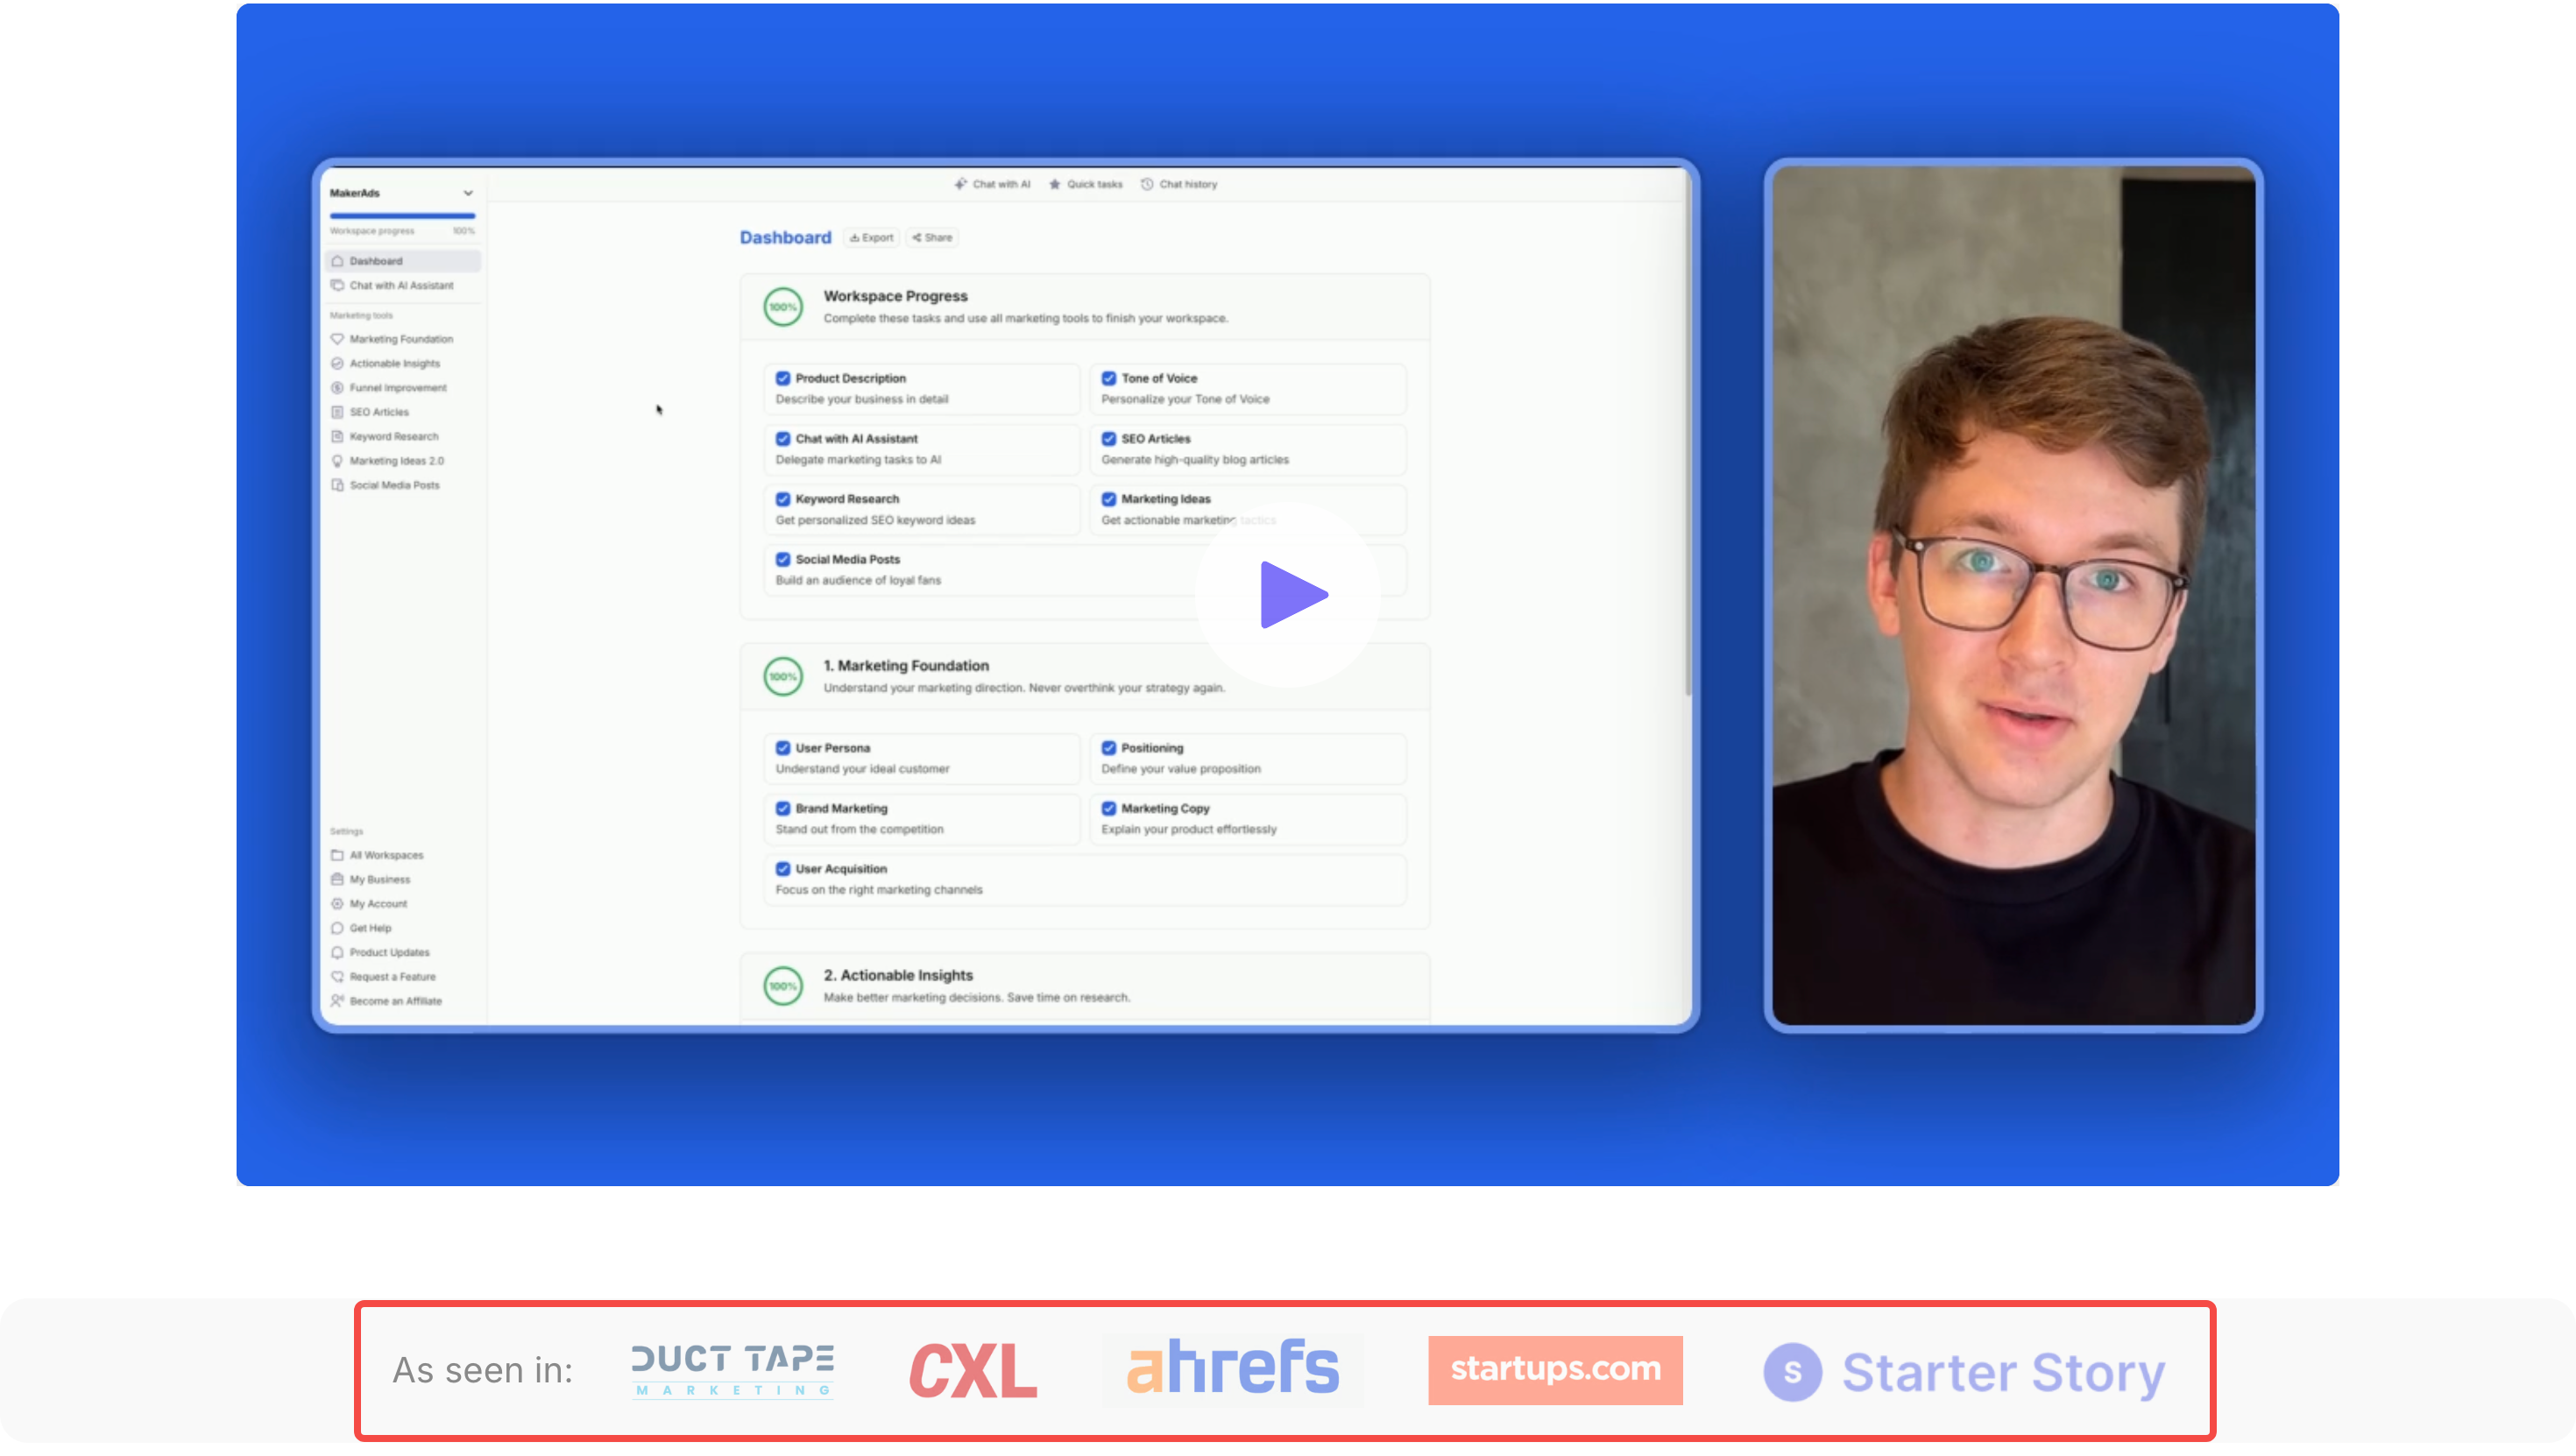 MakerAds
Workspace progress 100%
Dashboard
Chat with AI Assistant
Marketing tools
Marketing Foundation
Actionable Insights
Funnel Improvement
SEO Articles
Keyword Research
Marketing Ideas 2.0
Social Media Posts
Settings
All Workspaces
My Business
My Account
Get Help
Product Updates
Request a Feature
Become an Affiliate
Chat with AI Quick tasks Chat history
Dashboard Export Share
100%
Workspace Progress
Complete these tasks and use all marketing tools to finish your workspace.
Product Description
Describe your business in detail
Tone of Voice
Personalize your Tone of Voice
Chat with AI Assistant
Delegate marketing tasks to AI
SEO Articles
Generate high-quality blog articles
Keyword Research
Get personalized SEO keyword ideas
Marketing Ideas
Get actionable marketing tactics
Social Media Posts
Build an audience of loyal fans
100%
1. Marketing Foundation
Understand your marketing direction. Never overthink your strategy again.
User Persona
Understand your ideal customer
Positioning
Define your value proposition
Brand Marketing
Stand out from the competition
Marketing Copy
Explain your product effortlessly
User Acquisition
Focus on the right marketing channels
100%
2. Actionable Insights
Make better marketing decisions. Save time on research.
As seen in:
DUCT TAPE
MARKETING
CXL
ahrefs
startups.com
S Starter Story